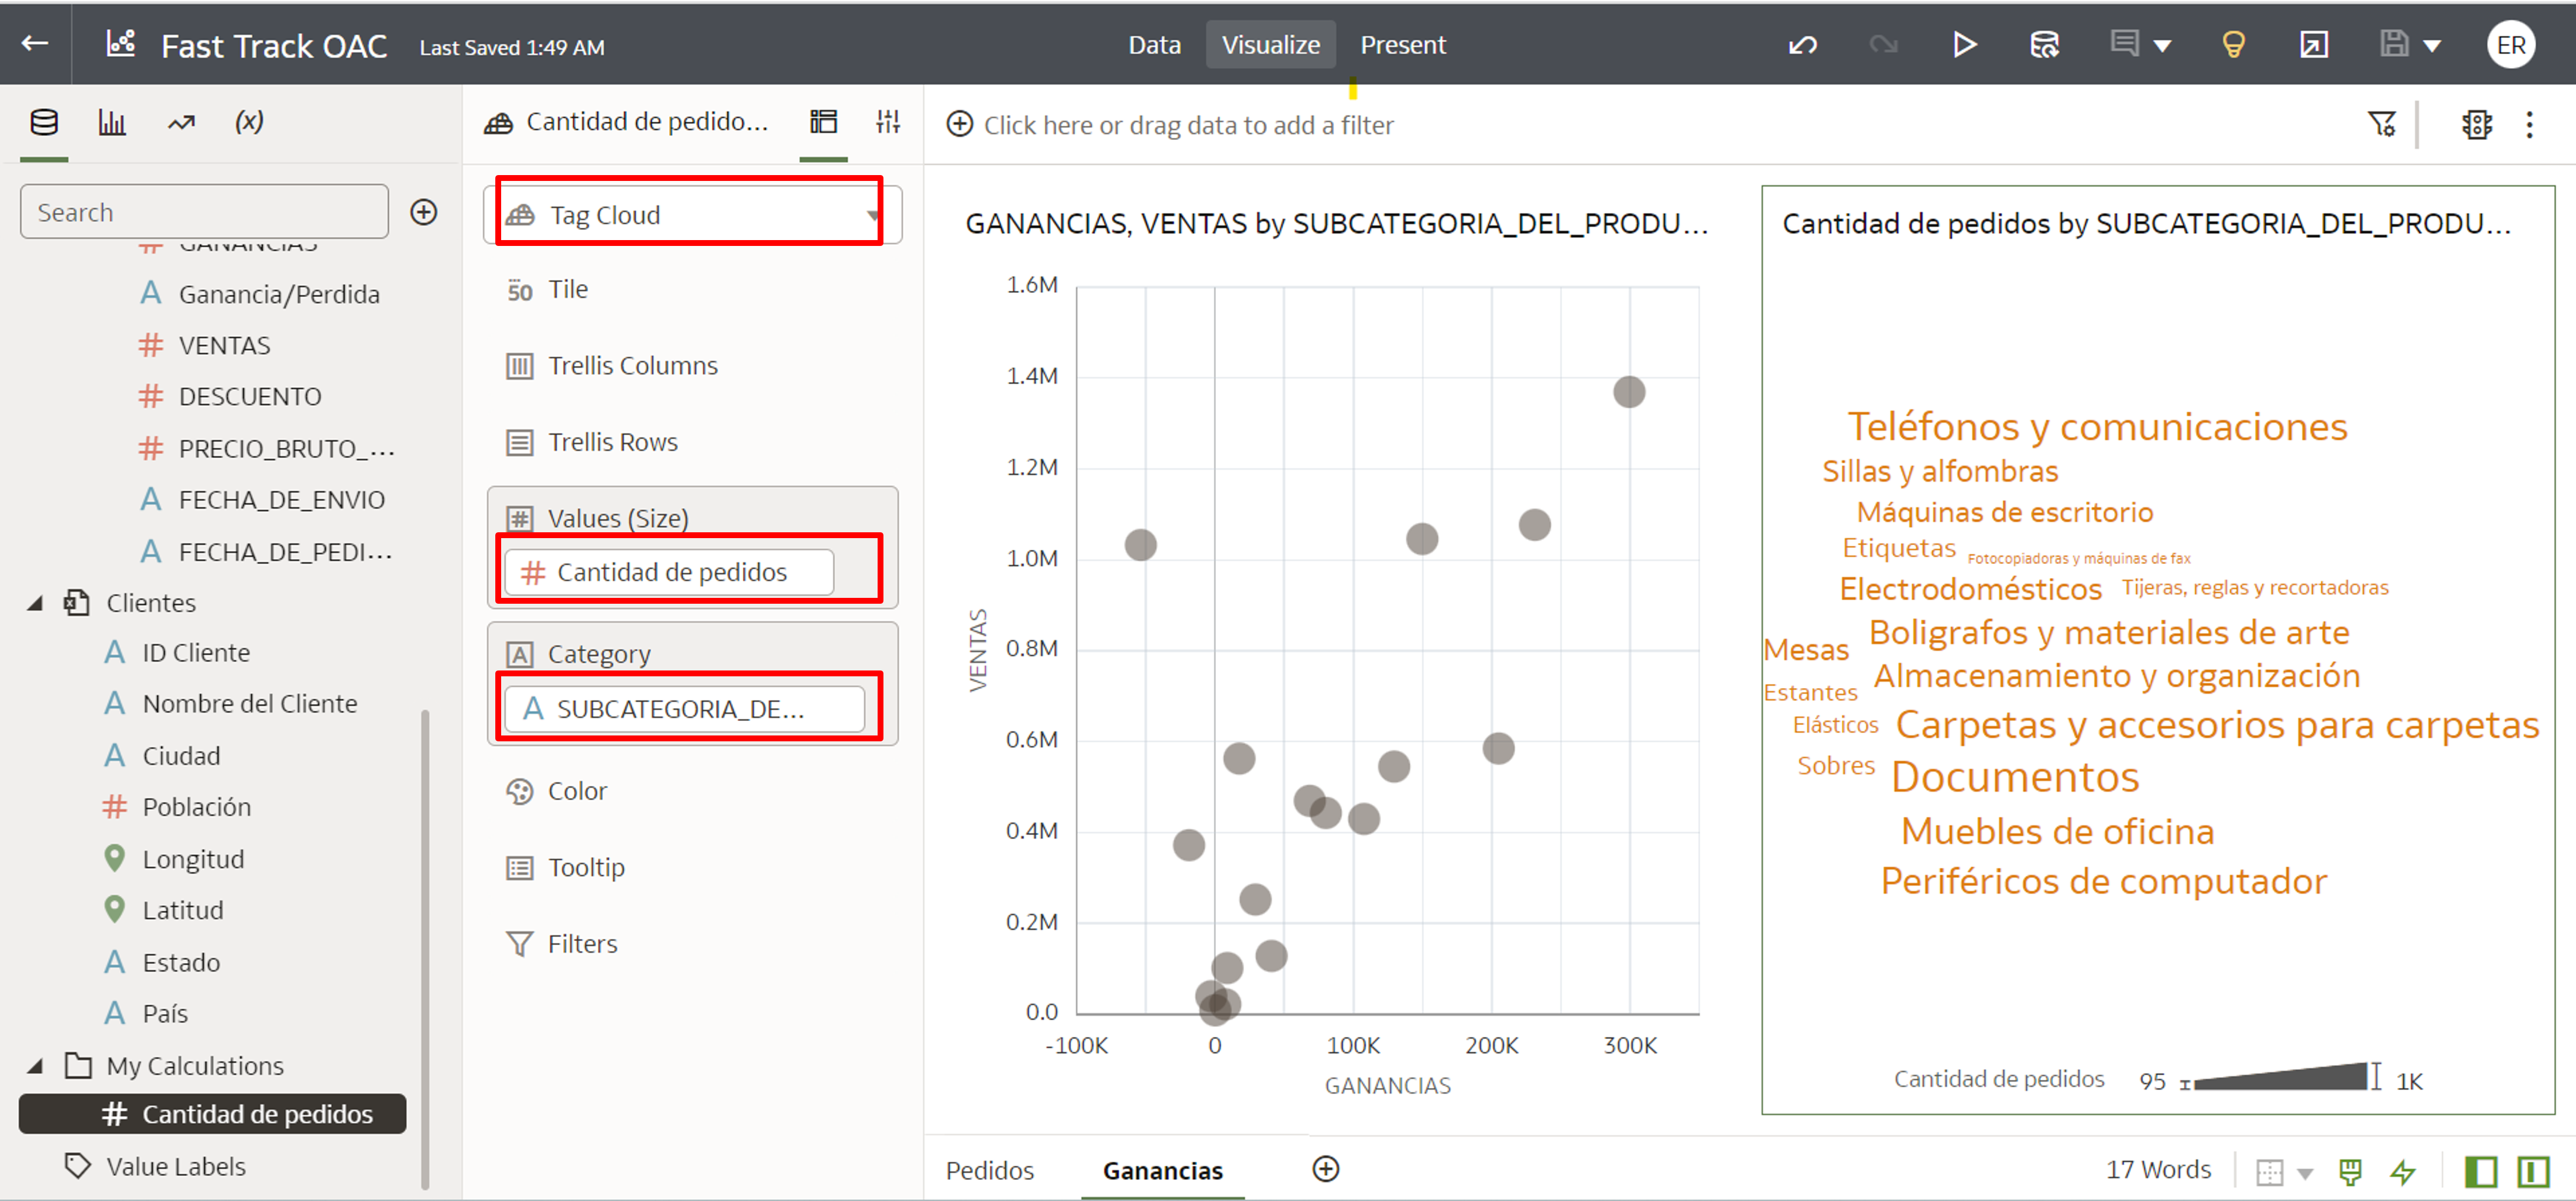 Fast Track OAC Last Saved 1:49 AM Data Visualize Present ER
(x)
Search
GANANCIAS
Ganancia/Perdida
VENTAS
DESCUENTO
PRECIO_BRUTO_...
FECHA_DE_ENVIO
FECHA_DE_PEDI...
Clientes
ID Cliente
Nombre del Cliente
Ciudad
Población
Longitud
Latitud
Estado
País
My Calculations
Cantidad de pedidos
Value Labels
Cantidad de pedido...
Tag Cloud
Tile
Trellis Columns
Trellis Rows
Values (Size)
Cantidad de pedidos
Category
SUBCATEGORIA_DE...
Color
Tooltip
Filters
Click here or drag data to add a filter
GANANCIAS, VENTAS by SUBCATEGORIA_DEL_PRODU...
1.6M
1.4M
1.2M
1.0M
0.8M
0.6M
0.4M
0.2M
0.0
VENTAS
-100K 0 100K 200K 300K
GANANCIAS
Cantidad de pedidos by SUBCATEGORIA_DEL_PRODU...
Teléfonos y comunicaciones
Sillas y alfombras
Máquinas de escritorio
Etiquetas Fotocopiadoras y máquinas de fax
Electrodomésticos Tijeras, reglas y recortadoras
Boligrafos y materiales de arte
Mesas
Almacenamiento y organización
Estantes
Elásticos Carpetas y accesorios para carpetas
Sobres Documentos
Muebles de oficina
Periféricos de computador
Cantidad de pedidos 95 1K
Pedidos Ganancias 17 Words